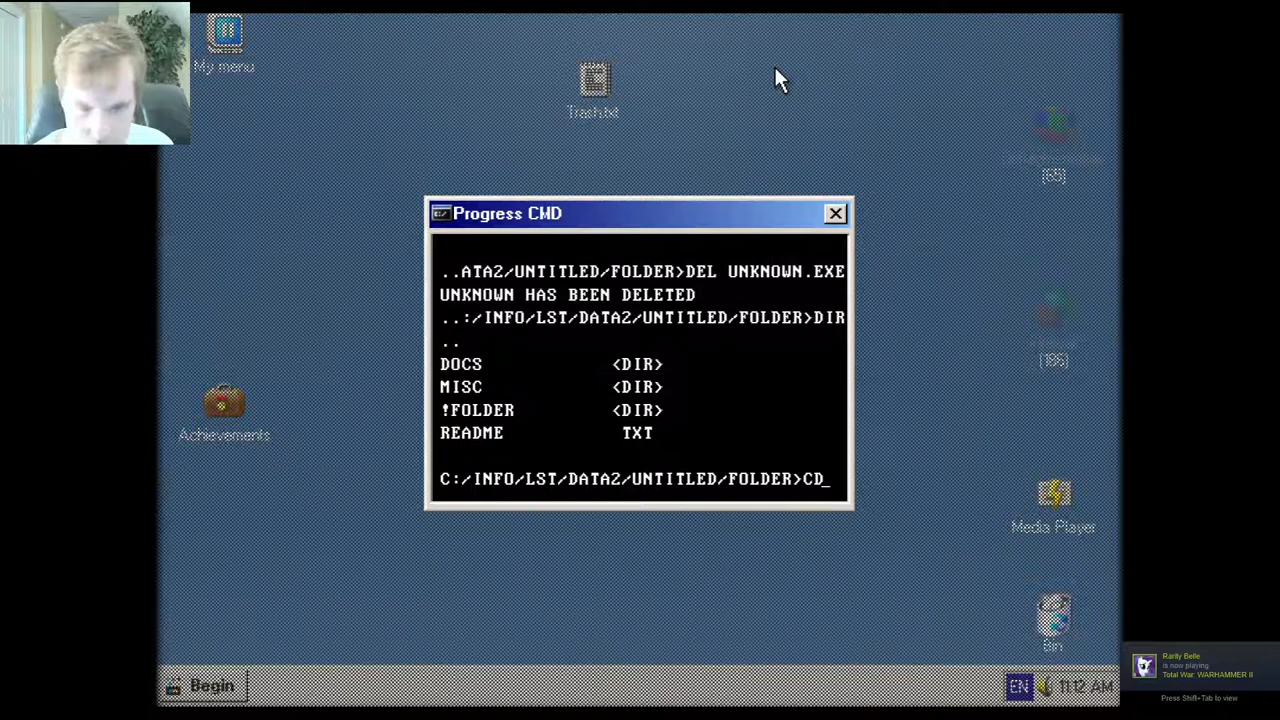 My menu
Trash.txt
(65)
Progress CMD
..ATA2/UNTITLED/FOLDER>DEL UNKNOWN.EXE
UNKNOWN HAS BEEN DELETED
..:/INFO/LST/DATA2/UNTITLED/FOLDER>DIR
..
DOCS <DIR>
MISC <DIR>
!FOLDER <DIR>
README TXT
C:/INFO/LST/DATA2/UNTITLED/FOLDER>CD_
(186)
Achievements
Media Player
Bin
Begin
EN
11:12 AM
Rarity Belle
is now playing
Total War: WARHAMMER II
Press Shift+Tab to view